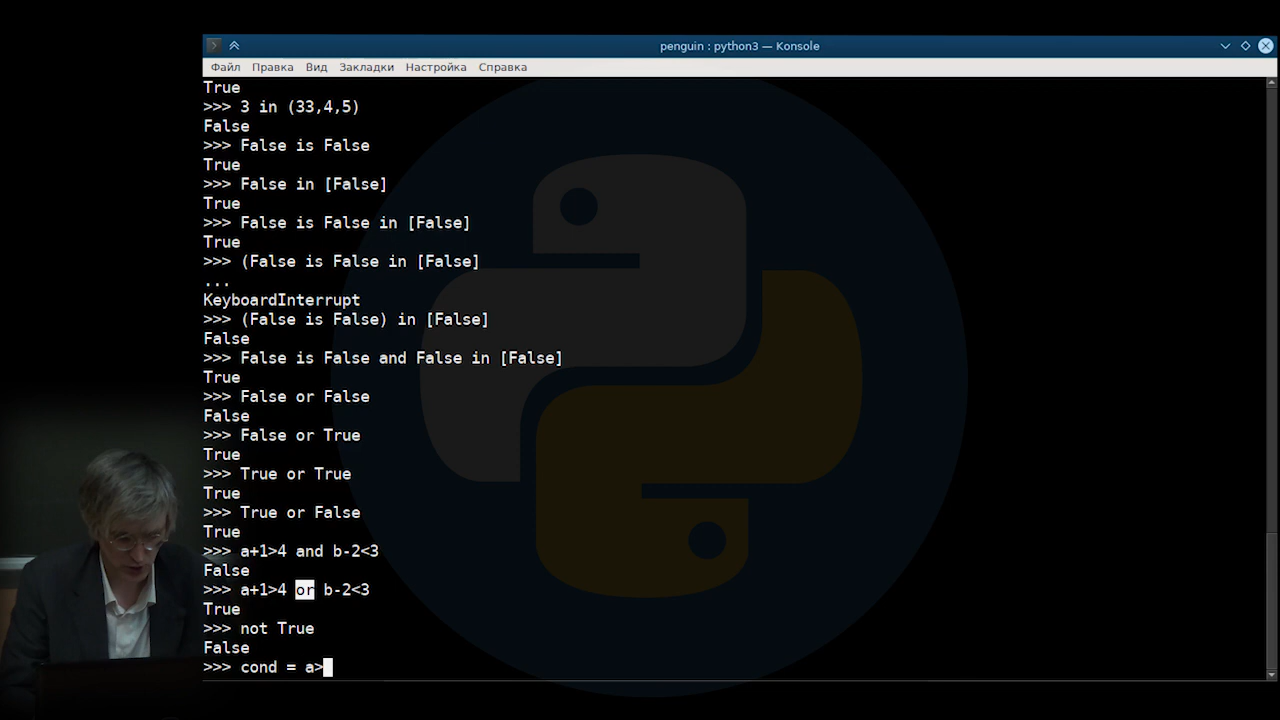 penguin : python3 — Konsole
Файл Правка Вид Закладки Настройка Справка
True
>>> 3 in (33,4,5)
False
>>> False is False
True
>>> False in [False]
True
>>> False is False in [False]
True
>>> (False is False in [False]
...
KeyboardInterrupt
>>> (False is False) in [False]
False
>>> False is False and False in [False]
True
>>> False or False
False
>>> False or True
True
>>> True or True
True
>>> True or False
True
>>> a+1>4 and b-2<3
False
>>> a+1>4 or b-2<3
True
>>> not True
False
>>> cond = a>